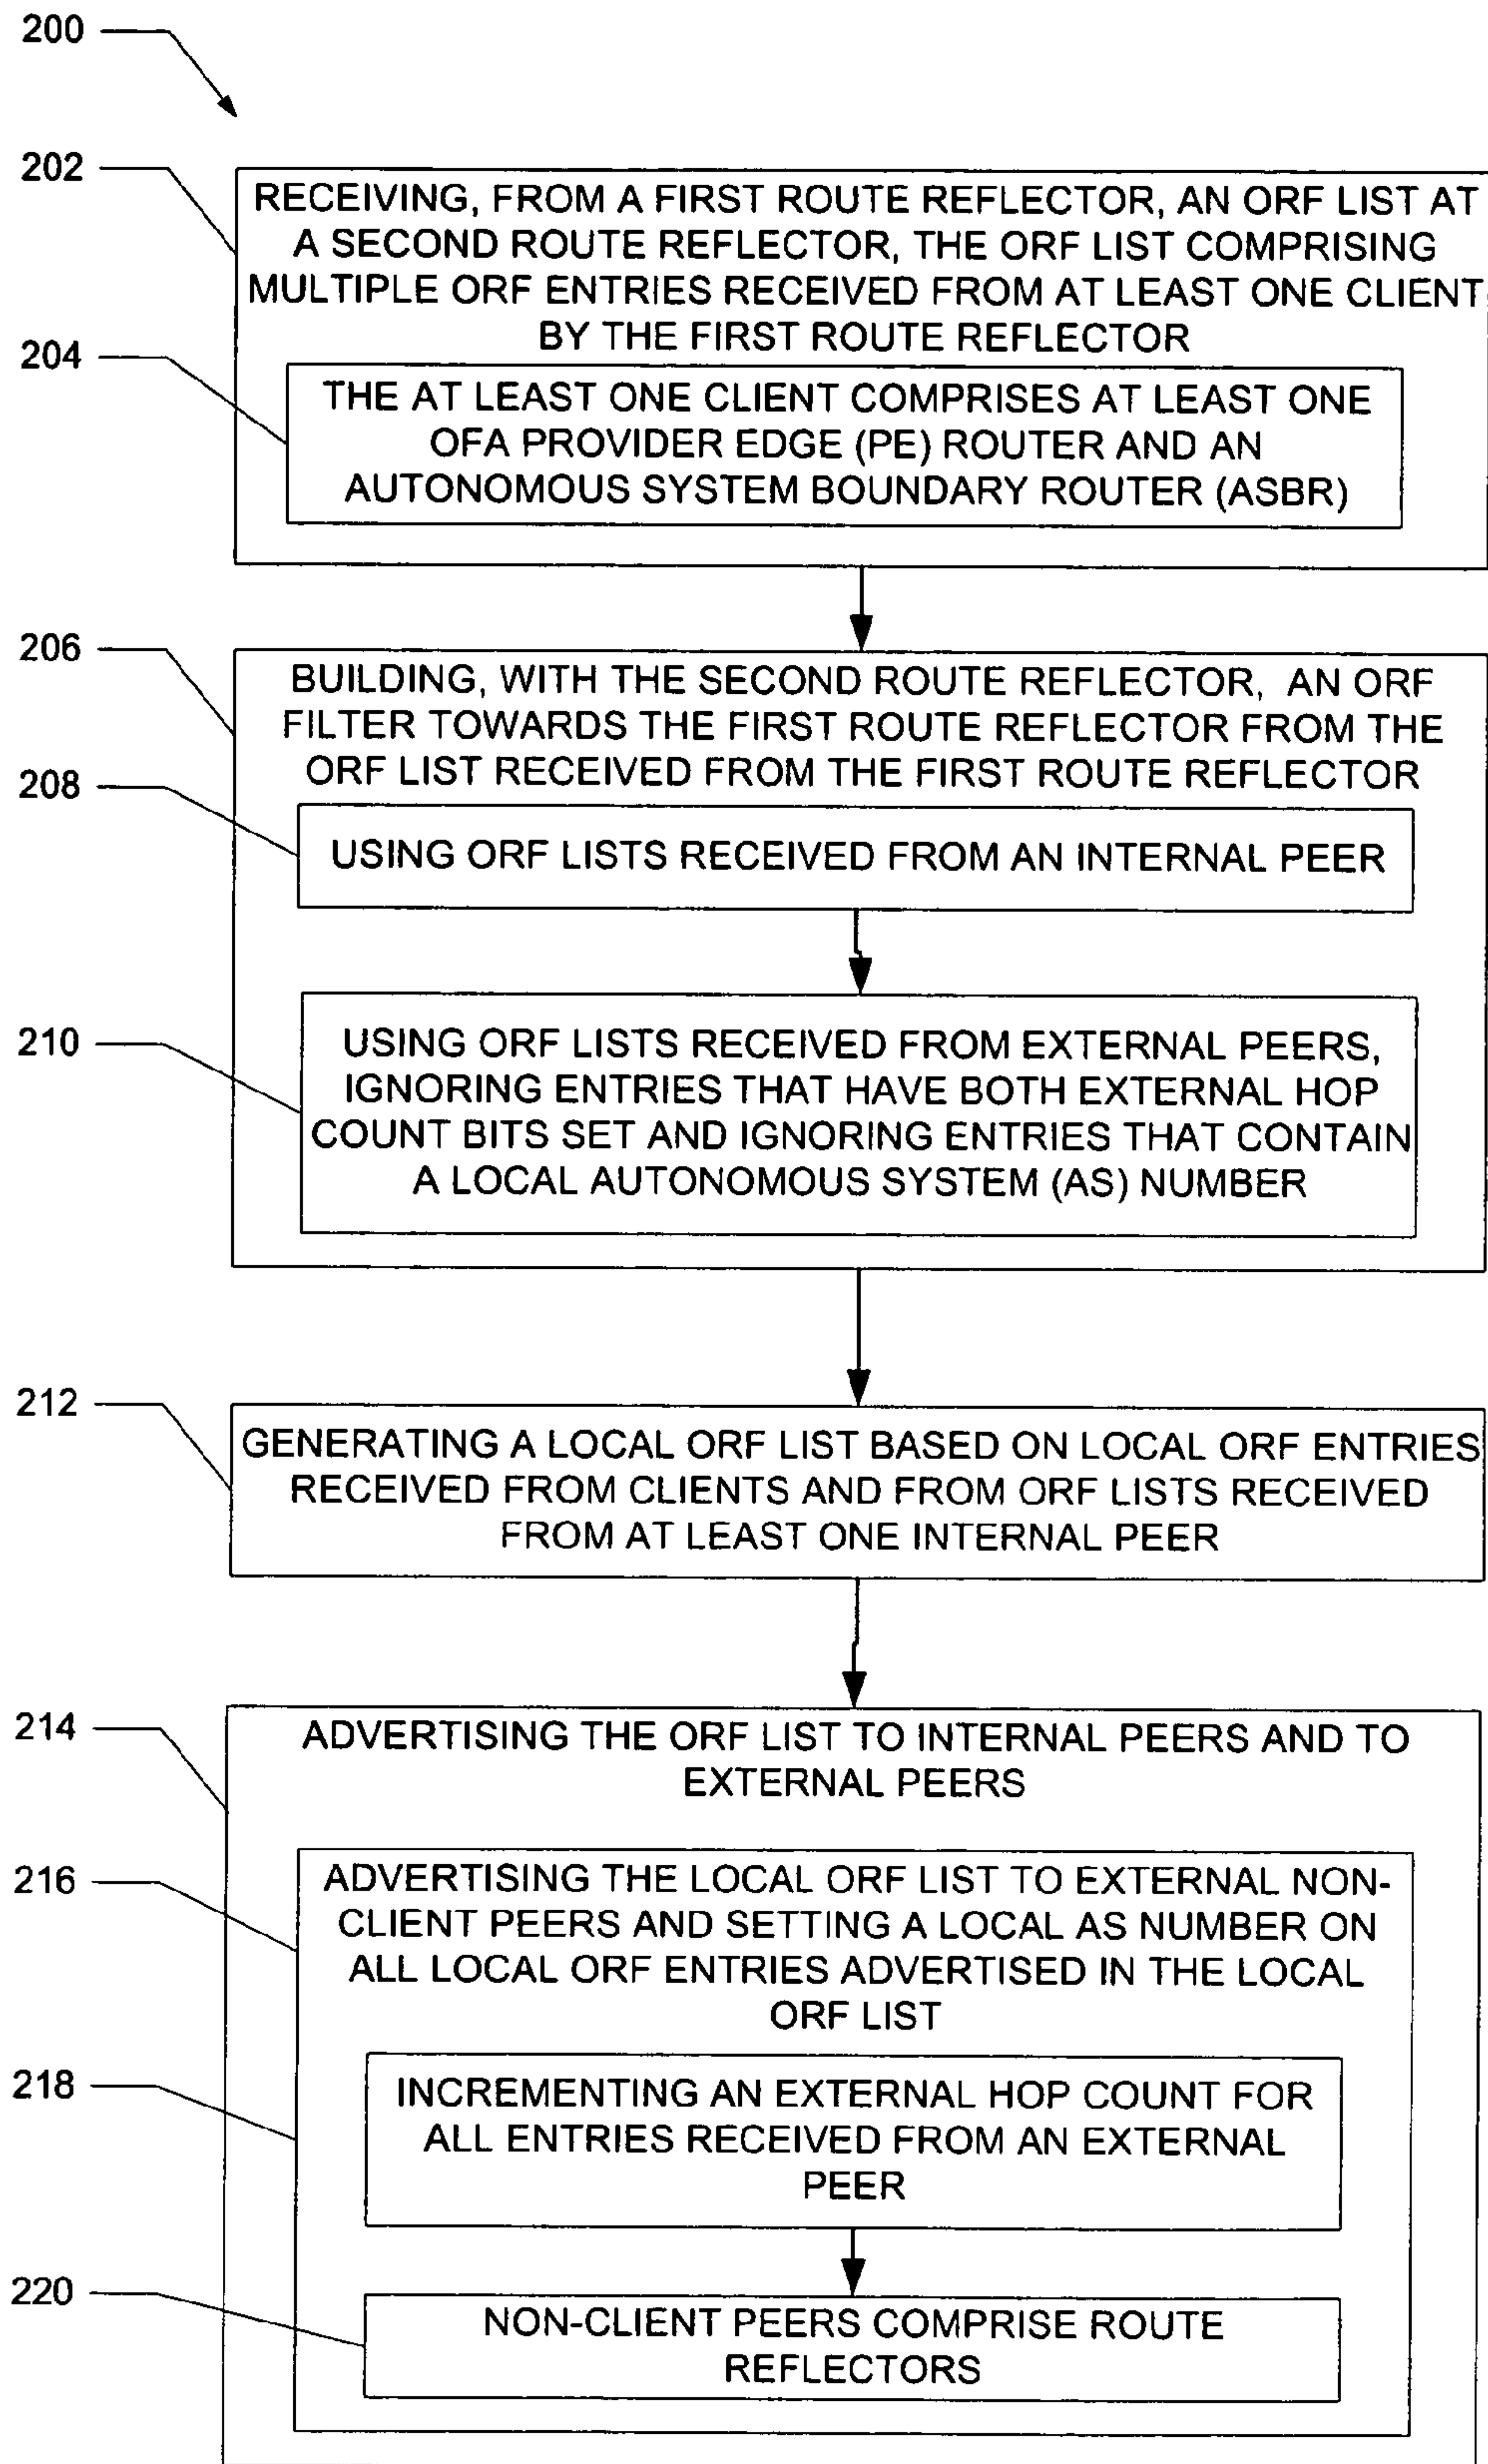 200
202
RECEIVING, FROM A FIRST ROUTE REFLECTOR, AN ORF LIST AT
A SECOND ROUTE REFLECTOR, THE ORF LIST COMPRISING
MULTIPLE ORF ENTRIES RECEIVED FROM AT LEAST ONE CLIENT
BY THE FIRST ROUTE REFLECTOR
204
THE AT LEAST ONE CLIENT COMPRISES AT LEAST ONE
OFA PROVIDER EDGE (PE) ROUTER AND AN
AUTONOMOUS SYSTEM BOUNDARY ROUTER (ASBR)
206
BUILDING, WITH THE SECOND ROUTE REFLECTOR, AN ORF
FILTER TOWARDS THE FIRST ROUTE REFLECTOR FROM THE
ORF LIST RECEIVED FROM THE FIRST ROUTE REFLECTOR
208
USING ORF LISTS RECEIVED FROM AN INTERNAL PEER
210
USING ORF LISTS RECEIVED FROM EXTERNAL PEERS,
IGNORING ENTRIES THAT HAVE BOTH EXTERNAL HOP
COUNT BITS SET AND IGNORING ENTRIES THAT CONTAIN
A LOCAL AUTONOMOUS SYSTEM (AS) NUMBER
212
GENERATING A LOCAL ORF LIST BASED ON LOCAL ORF ENTRIES
RECEIVED FROM CLIENTS AND FROM ORF LISTS RECEIVED
FROM AT LEAST ONE INTERNAL PEER
214
ADVERTISING THE ORF LIST TO INTERNAL PEERS AND TO
EXTERNAL PEERS
216
ADVERTISING THE LOCAL ORF LIST TO EXTERNAL NON-
CLIENT PEERS AND SETTING A LOCAL AS NUMBER ON
ALL LOCAL ORF ENTRIES ADVERTISED IN THE LOCAL
ORF LIST
218
INCREMENTING AN EXTERNAL HOP COUNT FOR
ALL ENTRIES RECEIVED FROM AN EXTERNAL
PEER
220
NON-CLIENT PEERS COMPRISE ROUTE
REFLECTORS